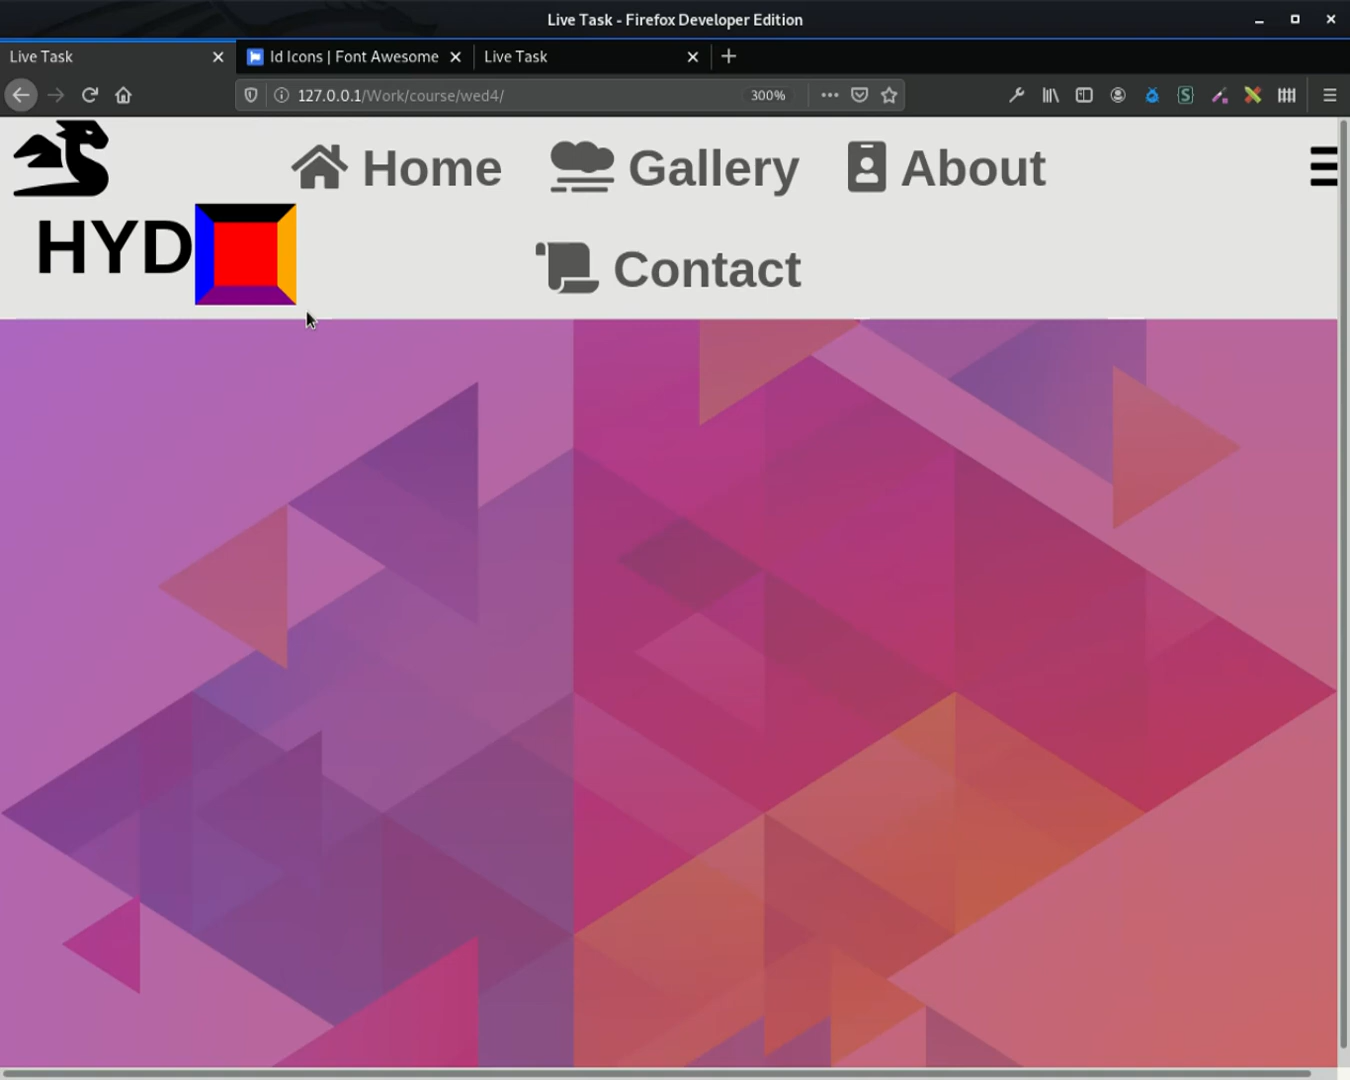 Live Task - Firefox Developer Edition
Live Task
Id Icons | Font Awesome
Live Task
127.0.0.1/Work/course/wed4/
300%
Home
Gallery
About
HYD
Contact